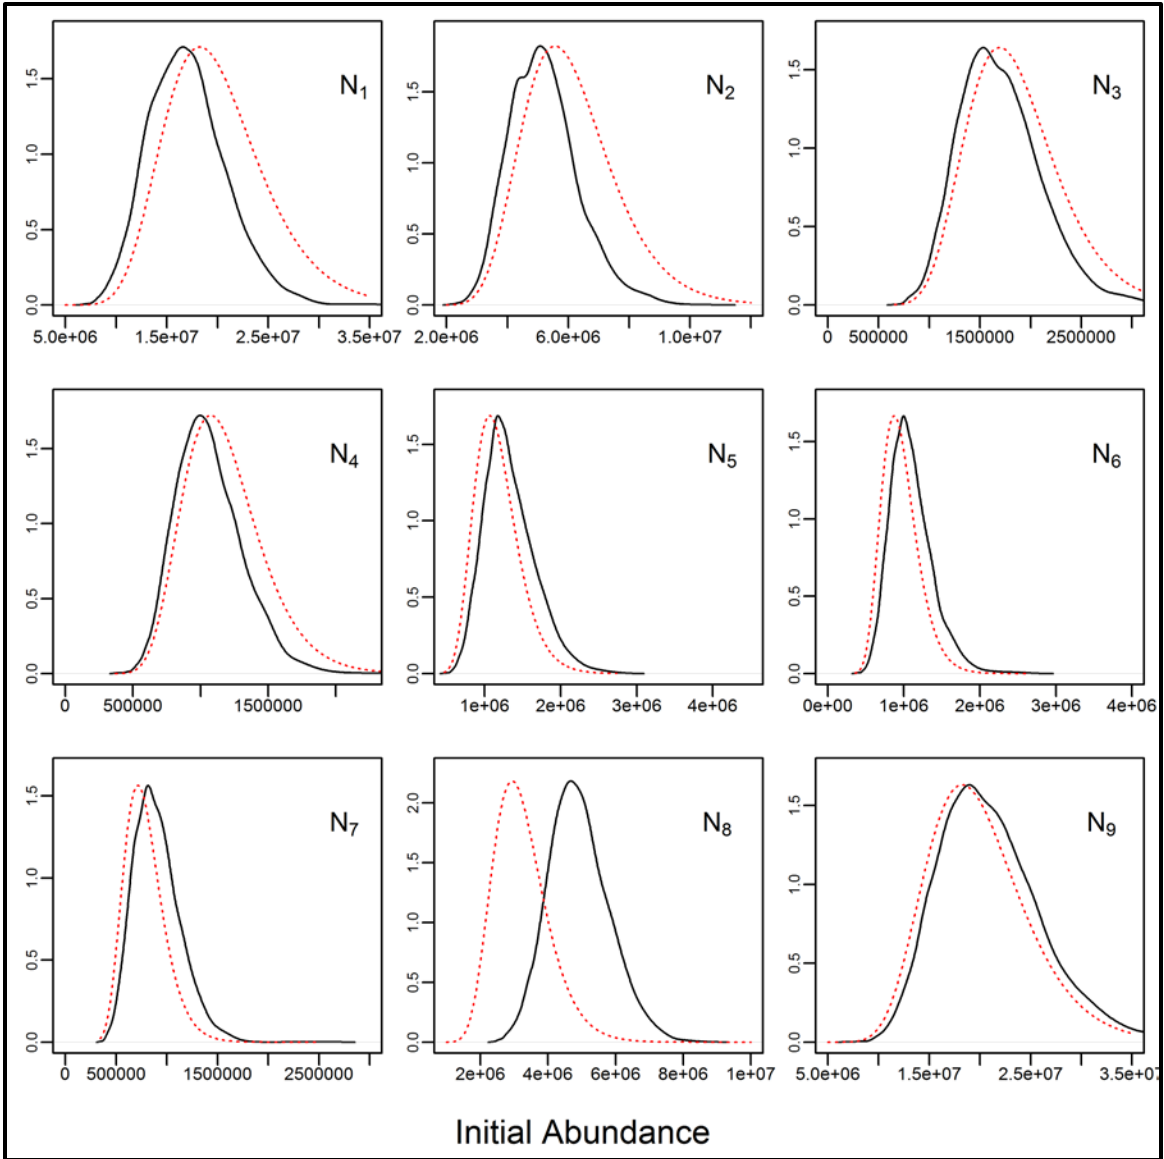 N1
0.0 0.5 1.0 1.5
5.0e+06 1.5e+07 2.5e+07 3.5e+07
N2
0.0 0.5 1.0 1.5
2.0e+06 6.0e+06 1.0e+07
N3
0.0 0.5 1.0 1.5
0 500000 1500000 2500000
N4
0.0 0.5 1.0 1.5
0 500000 1500000
N5
0.0 0.5 1.0 1.5
1e+06 2e+06 4e+06
N6
0.0 0.5 1.0 1.5
0e+00 1e+06 2e+06 3e+06 4e+06
N7
0.0 0.5 1.0 1.5
0 500000 1500000 2500000
N8
0.0 0.5 1.0 1.5 2.0
2e+06 4e+06 6e+06 8e+06 1e+07
N9
0.0 0.5 1.0 1.5
5.0e+06 1.5e+07 2.5e+07 3.5e+0
Initial Abundance